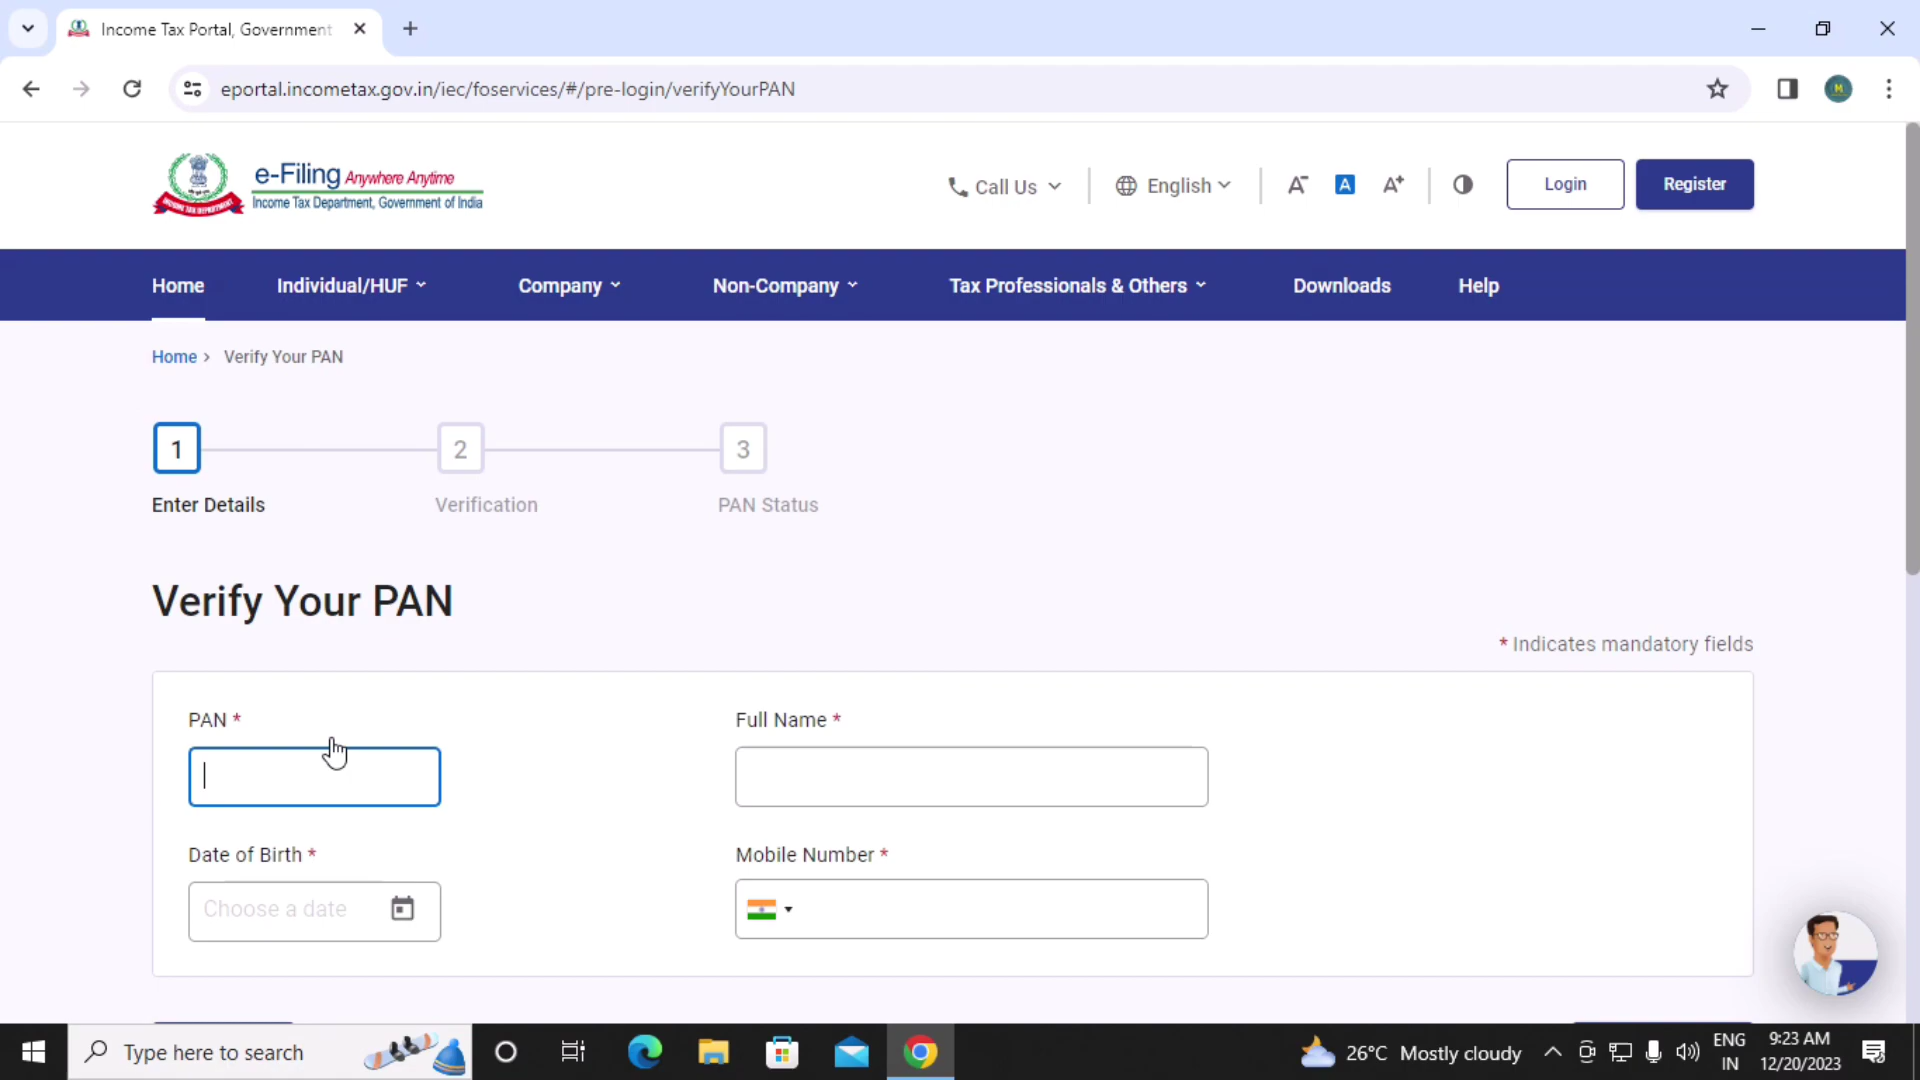 Income Tax Portal, Government
eportal.incometax.gov.in/iec/foservices/#/pre-login/verifyYourPAN
M
e-Filing Anywhere Anytime
Income Tax Department, Government of India
Call Us
English
A-
A
A+
Login
Register
Home
Individual/HUF
Company
Non-Company
Tax Professionals & Others
Downloads
Help
Home > Verify Your PAN
1
2
3
Enter Details
Verification
PAN Status
Verify Your PAN
* Indicates mandatory fields
PAN *
Full Name *
Date of Birth *
Mobile Number *
Choose a date
Type here to search
26°C Mostly cloudy
ENG
IN
9:23 AM
12/20/2023